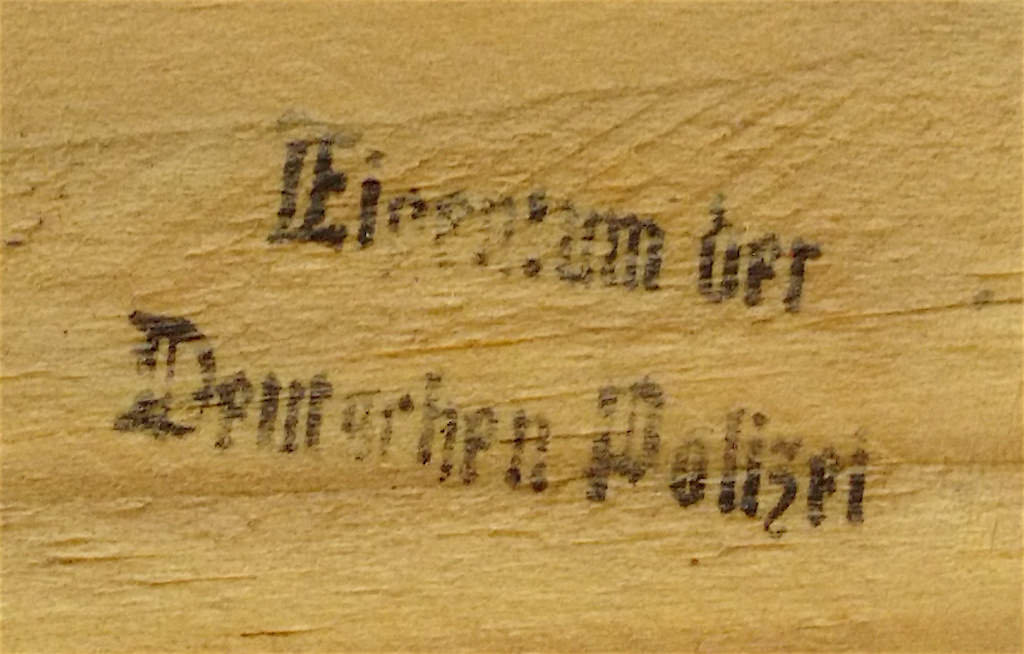 Eigentum der
Deutschen Polizei